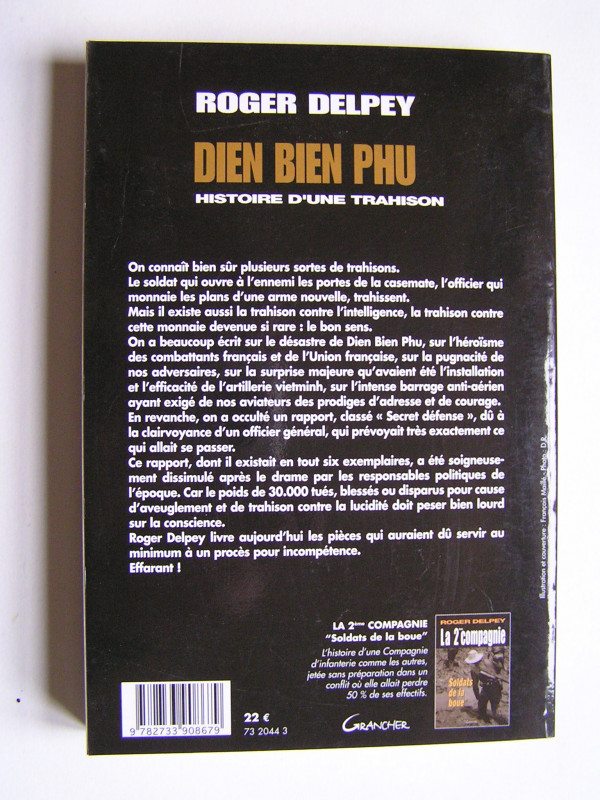 ROGER DELPEY
DIEN BIEN PHU
HISTOIRE D'UNE TRAHISON
On connaît bien sûr plusieurs sortes de trahisons.
Le soldat qui ouvre à l'ennemi les portes de la casemate, l'officier qui
monnaie les plans d'une arme nouvelle, trahissent.
Mais il existe aussi la trahison contre l'intelligence, la trahison contre
cette monnaie devenue si rare : le bon sens.
On a beaucoup écrit sur le désastre de Dien Bien Phu, sur l'héroïsme
des combattants français et de l'Union française, sur la pugnacité de
nos adversaires, sur la surprise majeure qu'avaient été l'installation
et l'efficacité de l'artillerie vietminh, sur l'intense barrage anti-aérien
ayant exigé de nos aviateurs des prodiges d'adresse et de courage.
En revanche, on a occulté un rapport, classé « Secret défense », dû à
la clairvoyance d'un officier général, qui prévoyait très exactement ce
qui allait se passer.
Ce rapport, dont il existait en tout six exemplaires, a été soigneuse-
ment dissimulé après le drame par les responsables politiques de
l'époque. Car le poids de 30.000 tués, blessés ou disparus pour cause
d'aveuglement et de trahison contre la lucidité doit peser bien lourd
sur la conscience.
Roger Delpey livre aujourd'hui les pièces qui auraient dû servir au
minimum à un procès pour incompétence.
Effarant !
Illustration et couverture : François Maille - Photo : D.R.
LA 2ème COMPAGNIE
"Soldats de la boue"
L'histoire d'une Compagnie
d'infanterie comme les autres,
jetée sans préparation dans un
conflit où elle allait perdre
50 % de ses effectifs.
ROGER DELPEY
La 2e compagnie
Soldats
de la
boue
GRANCHER
22 €
73 2044 3
9 782733 908679